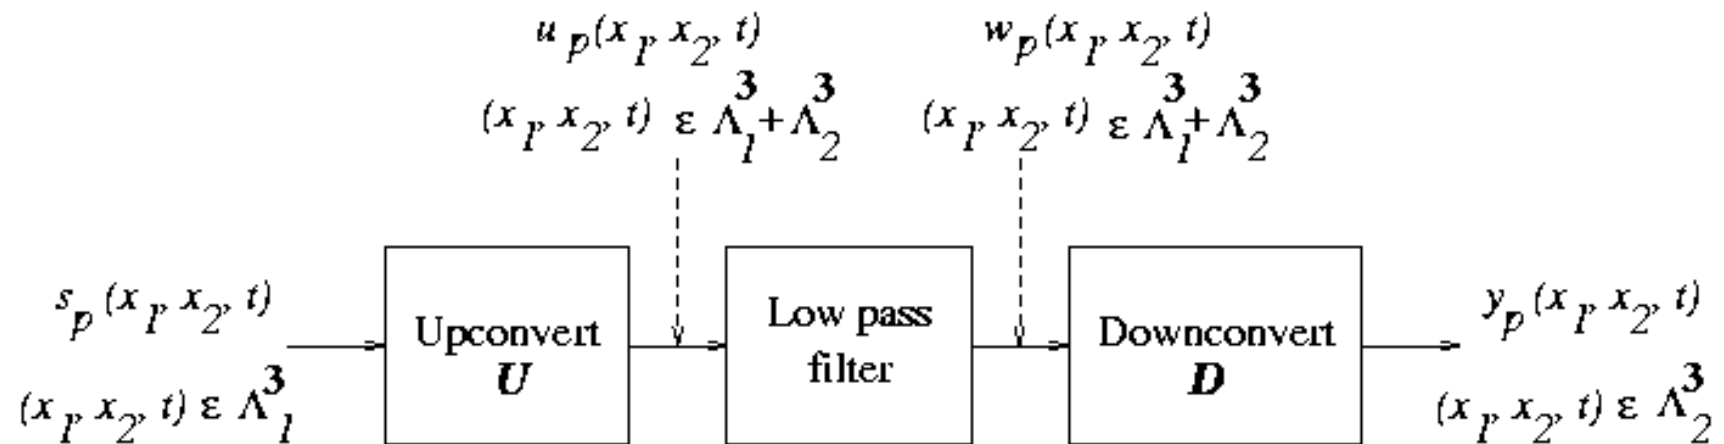 u_p(x_1, x_2, t)
(x_1, x_2, t) ε Λ_1^3 + Λ_2^3
w_p(x_1, x_2, t)
(x_1, x_2, t) ε Λ_1^3 + Λ_2^3
s_p(x_1, x_2, t)
(x_1, x_2, t) ε Λ_1^3
Upconvert
U
Low pass
filter
Downconvert
D
y_p(x_1, x_2, t)
(x_1, x_2, t) ε Λ_2^3